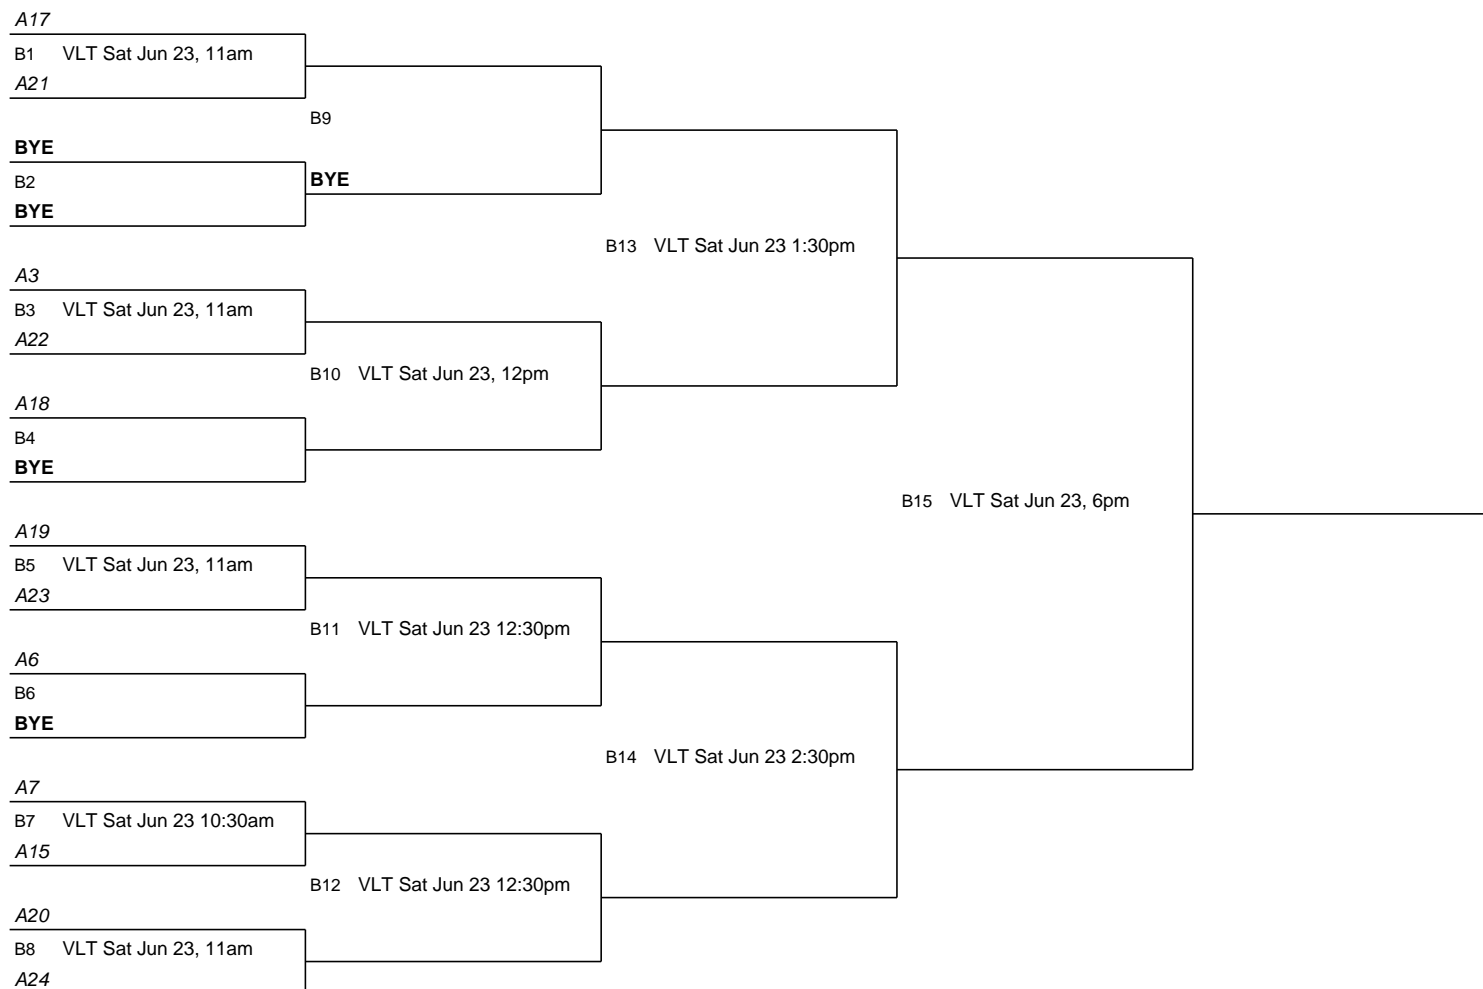 A17
B1 VLT Sat Jun 23, 11am
A21
B9
BYE
B2
BYE
BYE
B13 VLT Sat Jun 23 1:30pm
A3
B3 VLT Sat Jun 23, 11am
A22
B10 VLT Sat Jun 23, 12pm
A18
B4
BYE
B15 VLT Sat Jun 23, 6pm
A19
B5 VLT Sat Jun 23, 11am
A23
B11 VLT Sat Jun 23 12:30pm
A6
B6
BYE
B14 VLT Sat Jun 23 2:30pm
A7
B7 VLT Sat Jun 23 10:30am
A15
B12 VLT Sat Jun 23 12:30pm
A20
B8 VLT Sat Jun 23, 11am
A24